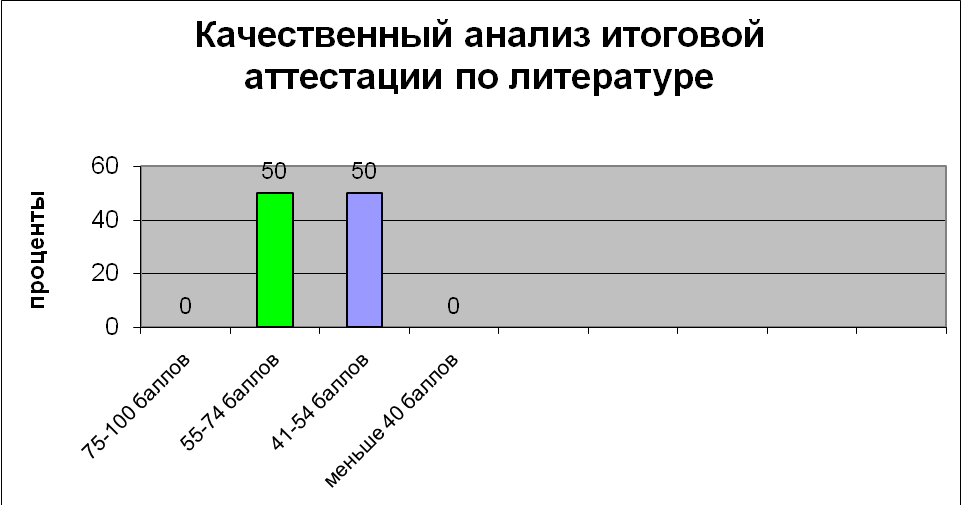 Качественный анализ итоговой
аттестации по литературе
проценты
60
40
20
0
0
50
50
0
75-100 баллов
55-74 баллов
41-54 баллов
меньше 40 баллов